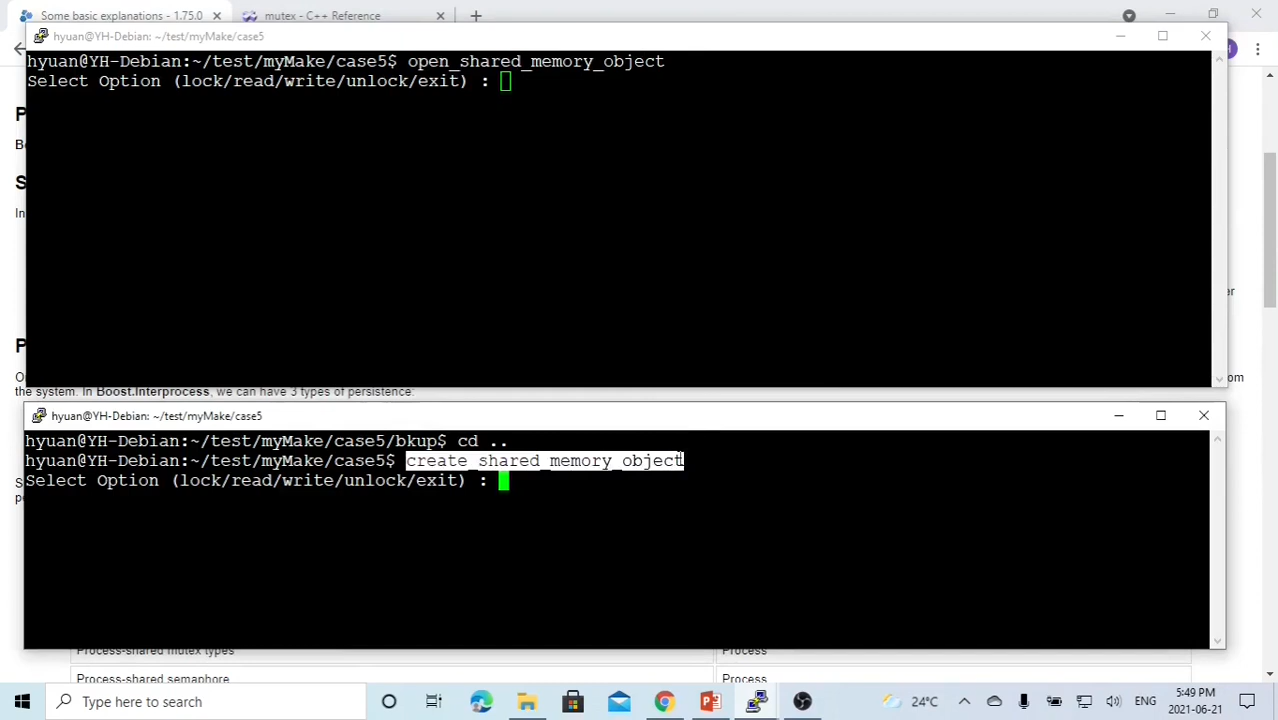 Some basic explanations - 1.75.0
mutex - C++ Reference
hyuan@YH-Debian: ~/test/myMake/case5
hyuan@YH-Debian:~/test/myMake/case5$ open_shared_memory_object
Select Option (lock/read/write/unlock/exit) :
In
er
om
the system. In Boost.Interprocess, we can have 3 types of persistence:
hyuan@YH-Debian: ~/test/myMake/case5
hyuan@YH-Debian:~/test/myMake/case5/bkup$ cd ..
hyuan@YH-Debian:~/test/myMake/case5$ create_shared_memory_object
Select Option (lock/read/write/unlock/exit) :
Process-shared mutex types Process
Process-shared semaphore Process
Type here to search
24°C
ENG
5:49 PM
2021-06-21